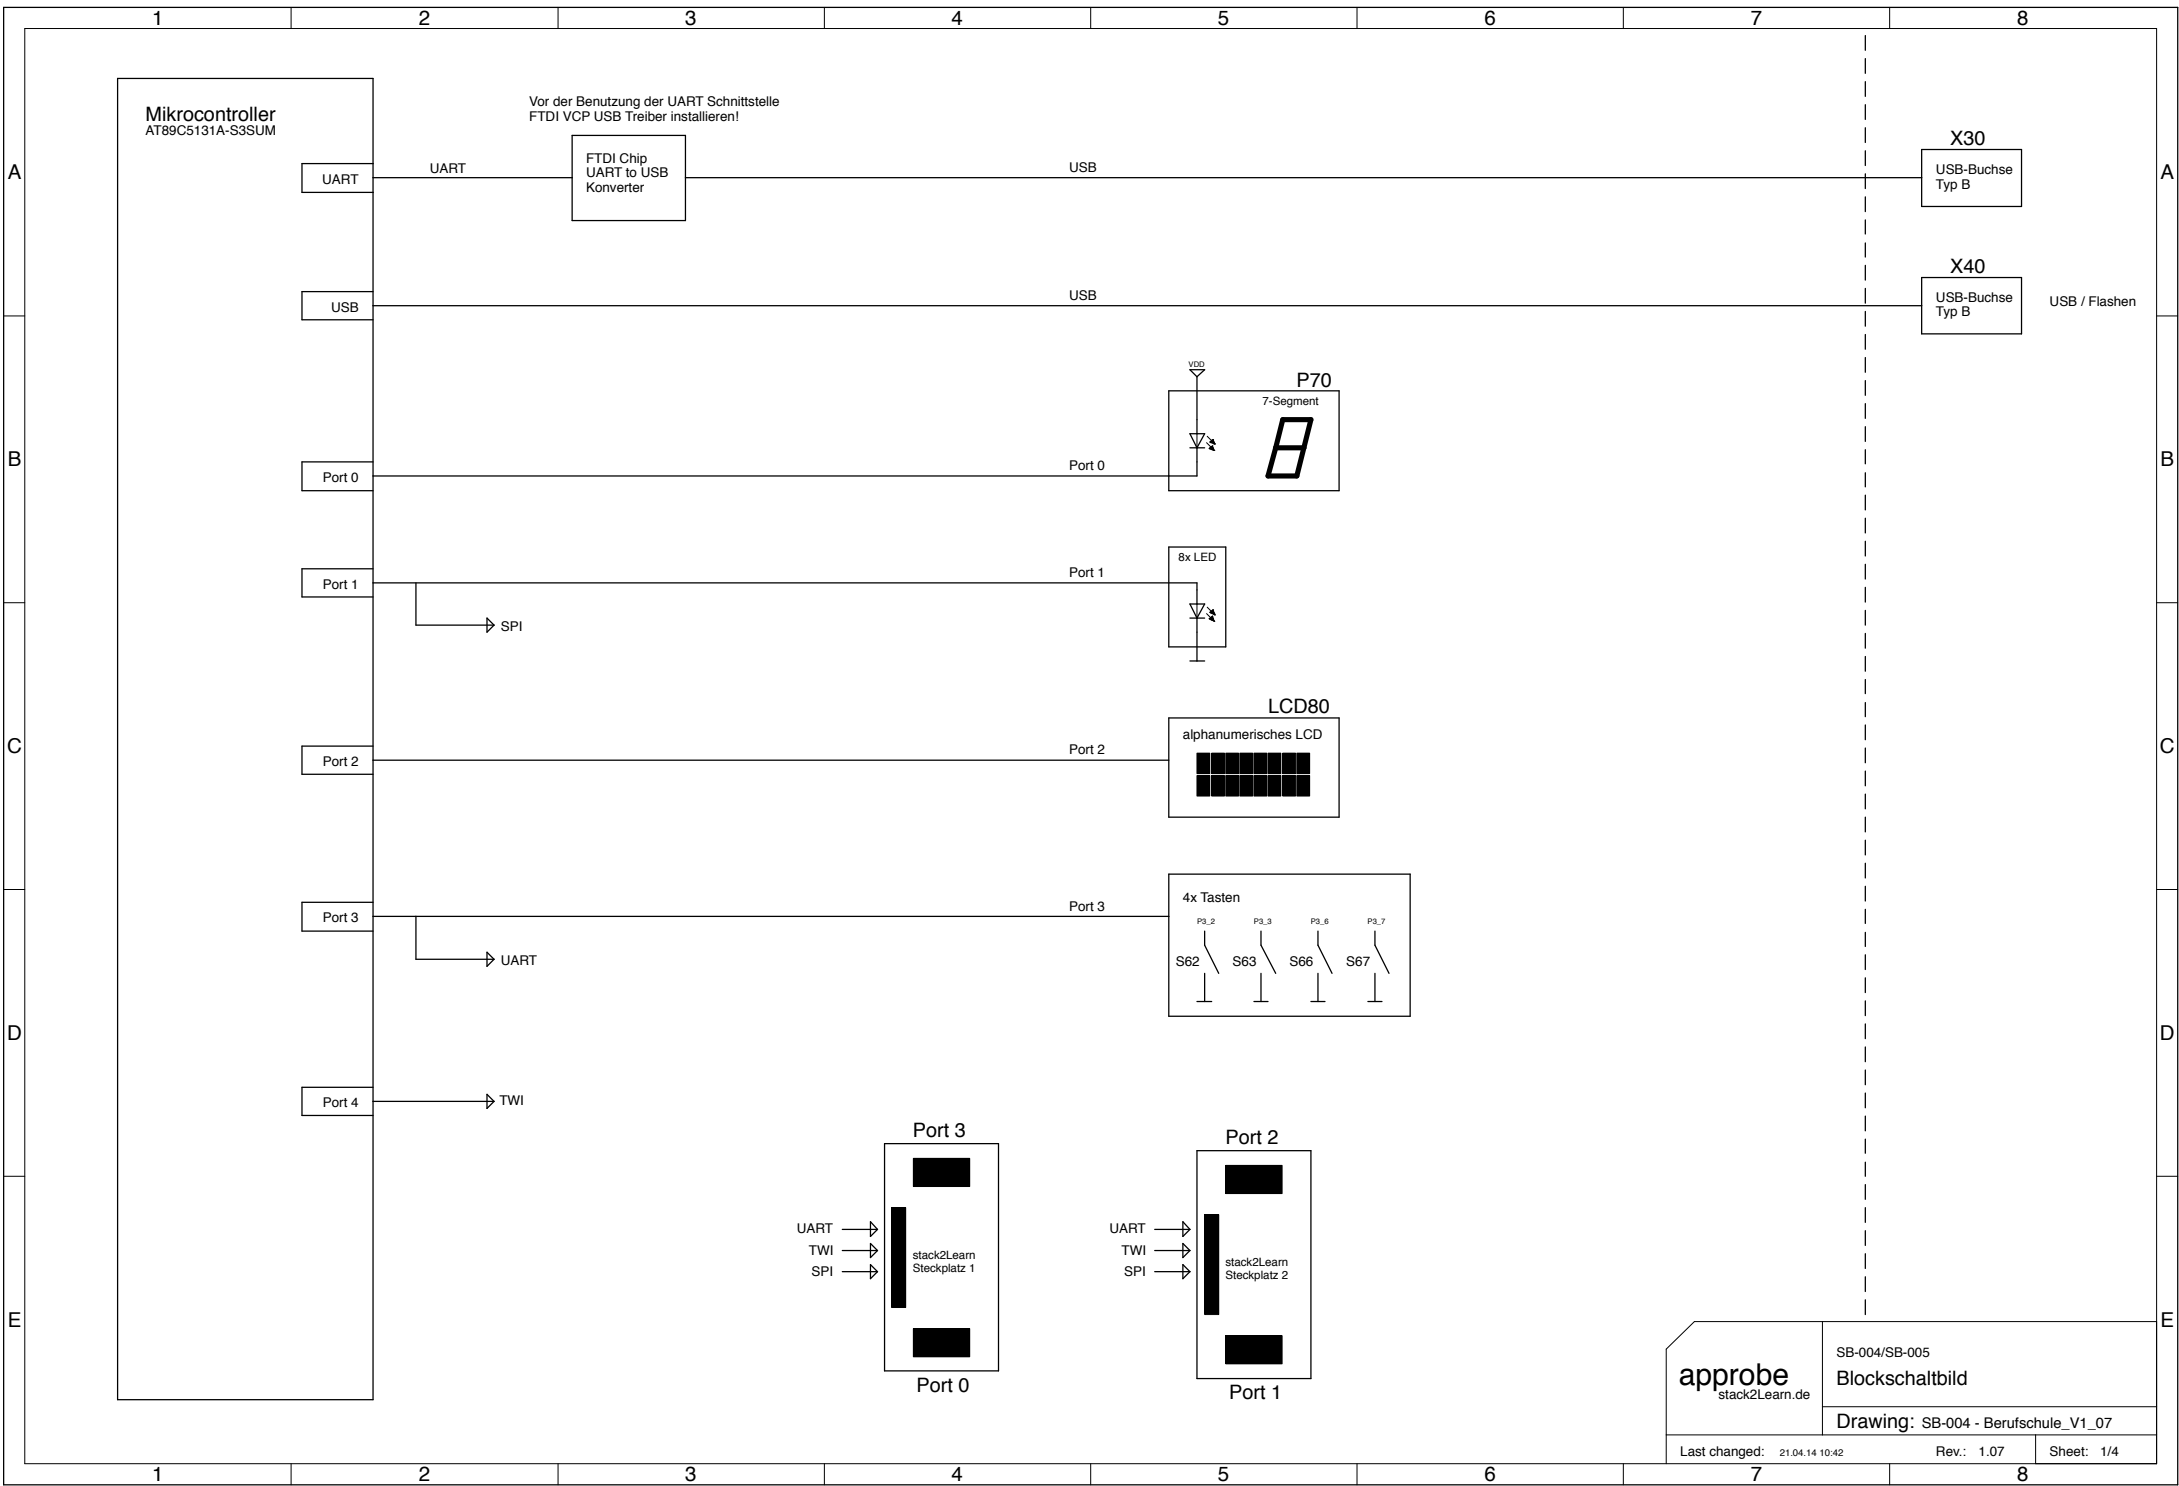 1 2 3 4 5 6 7 8
Mikrocontroller
AT89C5131A-S3SUM
Vor der Benutzung der UART Schnittstelle
FTDI VCP USB Treiber installieren!
A
UART
UART
FTDI Chip
UART to USB
Konverter
USB
X30
USB-Buchse
Typ B
A
USB
USB
X40
USB-Buchse
Typ B
USB / Flashen
VDD
P70
7-Segment
B
Port 0
Port 0
B
8x LED
Port 1
Port 1
SPI
LCD80
alphanumerisches LCD
C
Port 2
Port 2
C
4x Tasten
Port 3
Port 3
P3_2 P3_3 P3_6 P3_7
UART
S62 S63 S66 S67
D
D
Port 4
TWI
Port 3
UART
TWI
SPI
stack2Learn
Steckplatz 1
Port 0
Port 2
UART
TWI
SPI
stack2Learn
Steckplatz 2
Port 1
E
E
approbe
stack2Learn.de
SB-004/SB-005
Blockschaltbild
Drawing: SB-004 - Berufschule_V1_07
Last changed: 21.04.14 10:42 Rev.: 1.07 Sheet: 1/4
1 2 3 4 5 6 7 8